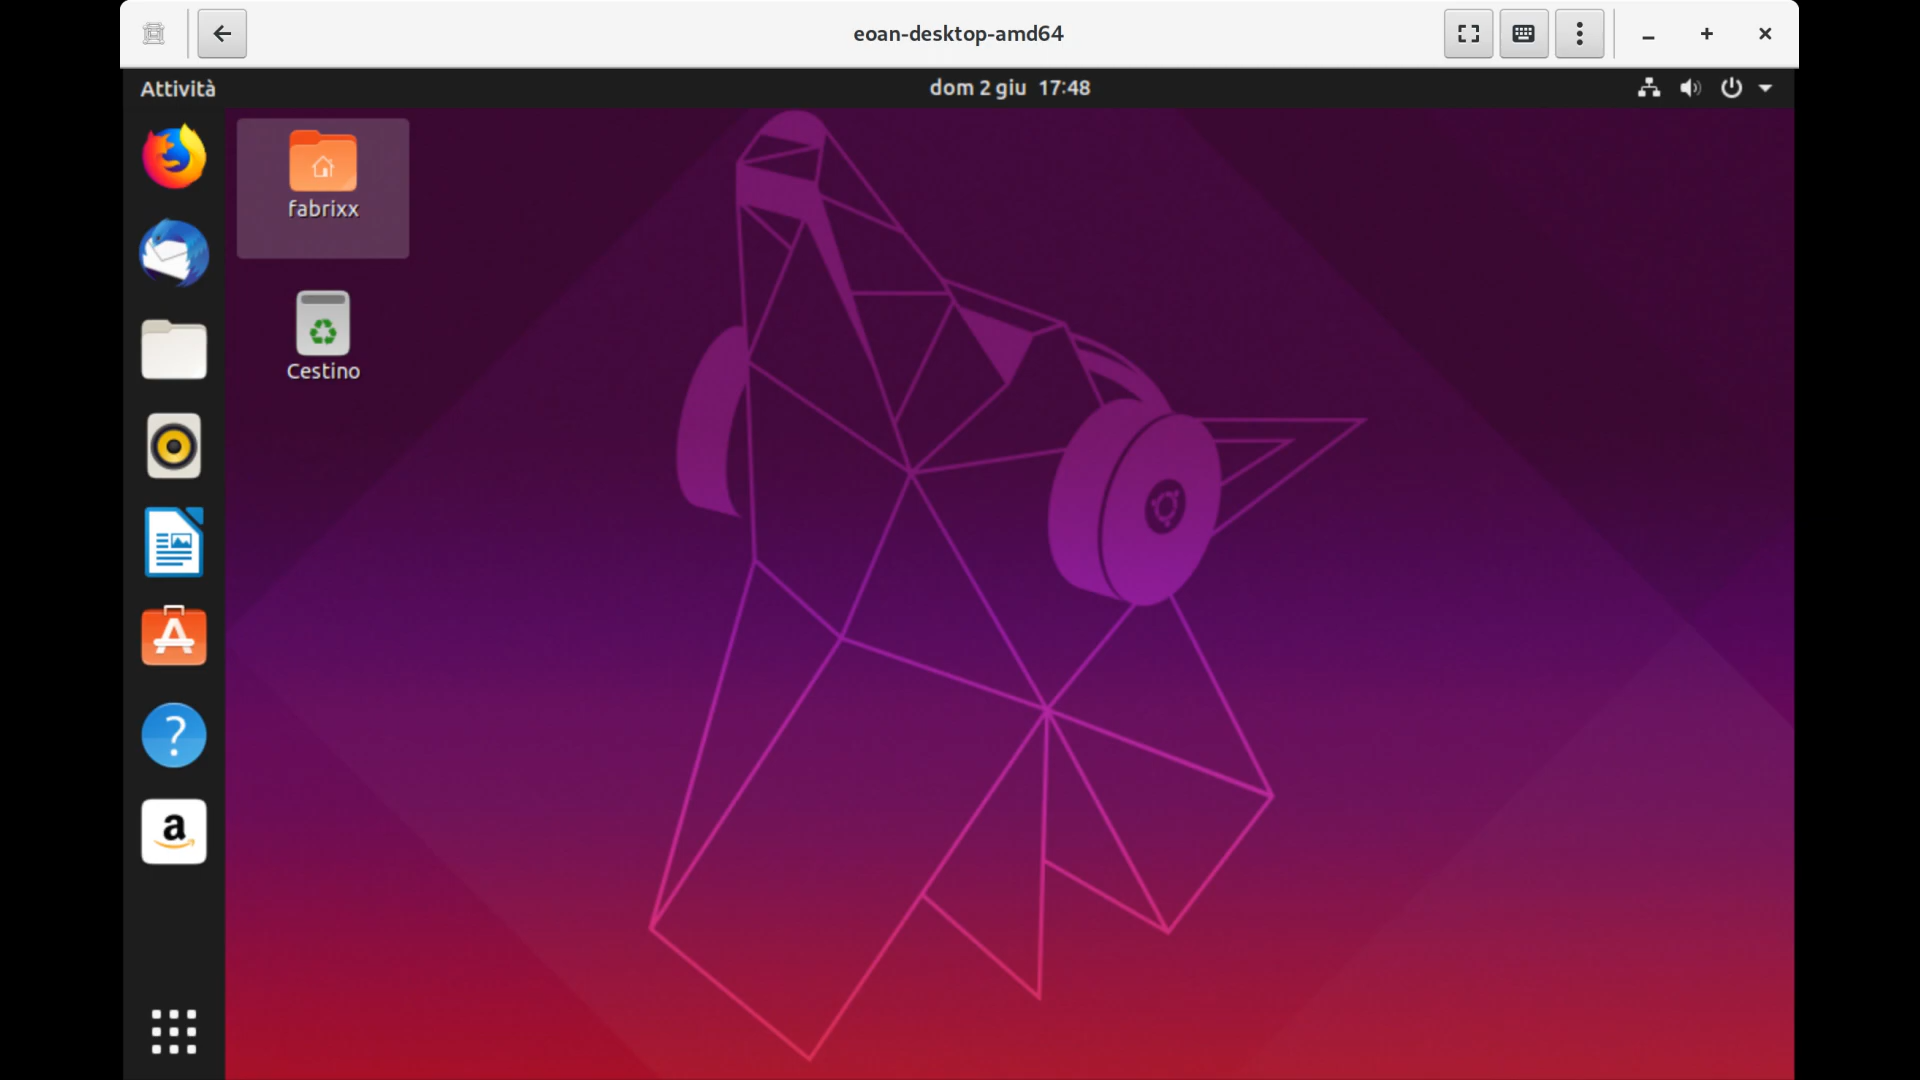 eoan-desktop-amd64
Attività
dom 2 giu 17:48
fabrixx
Cestino